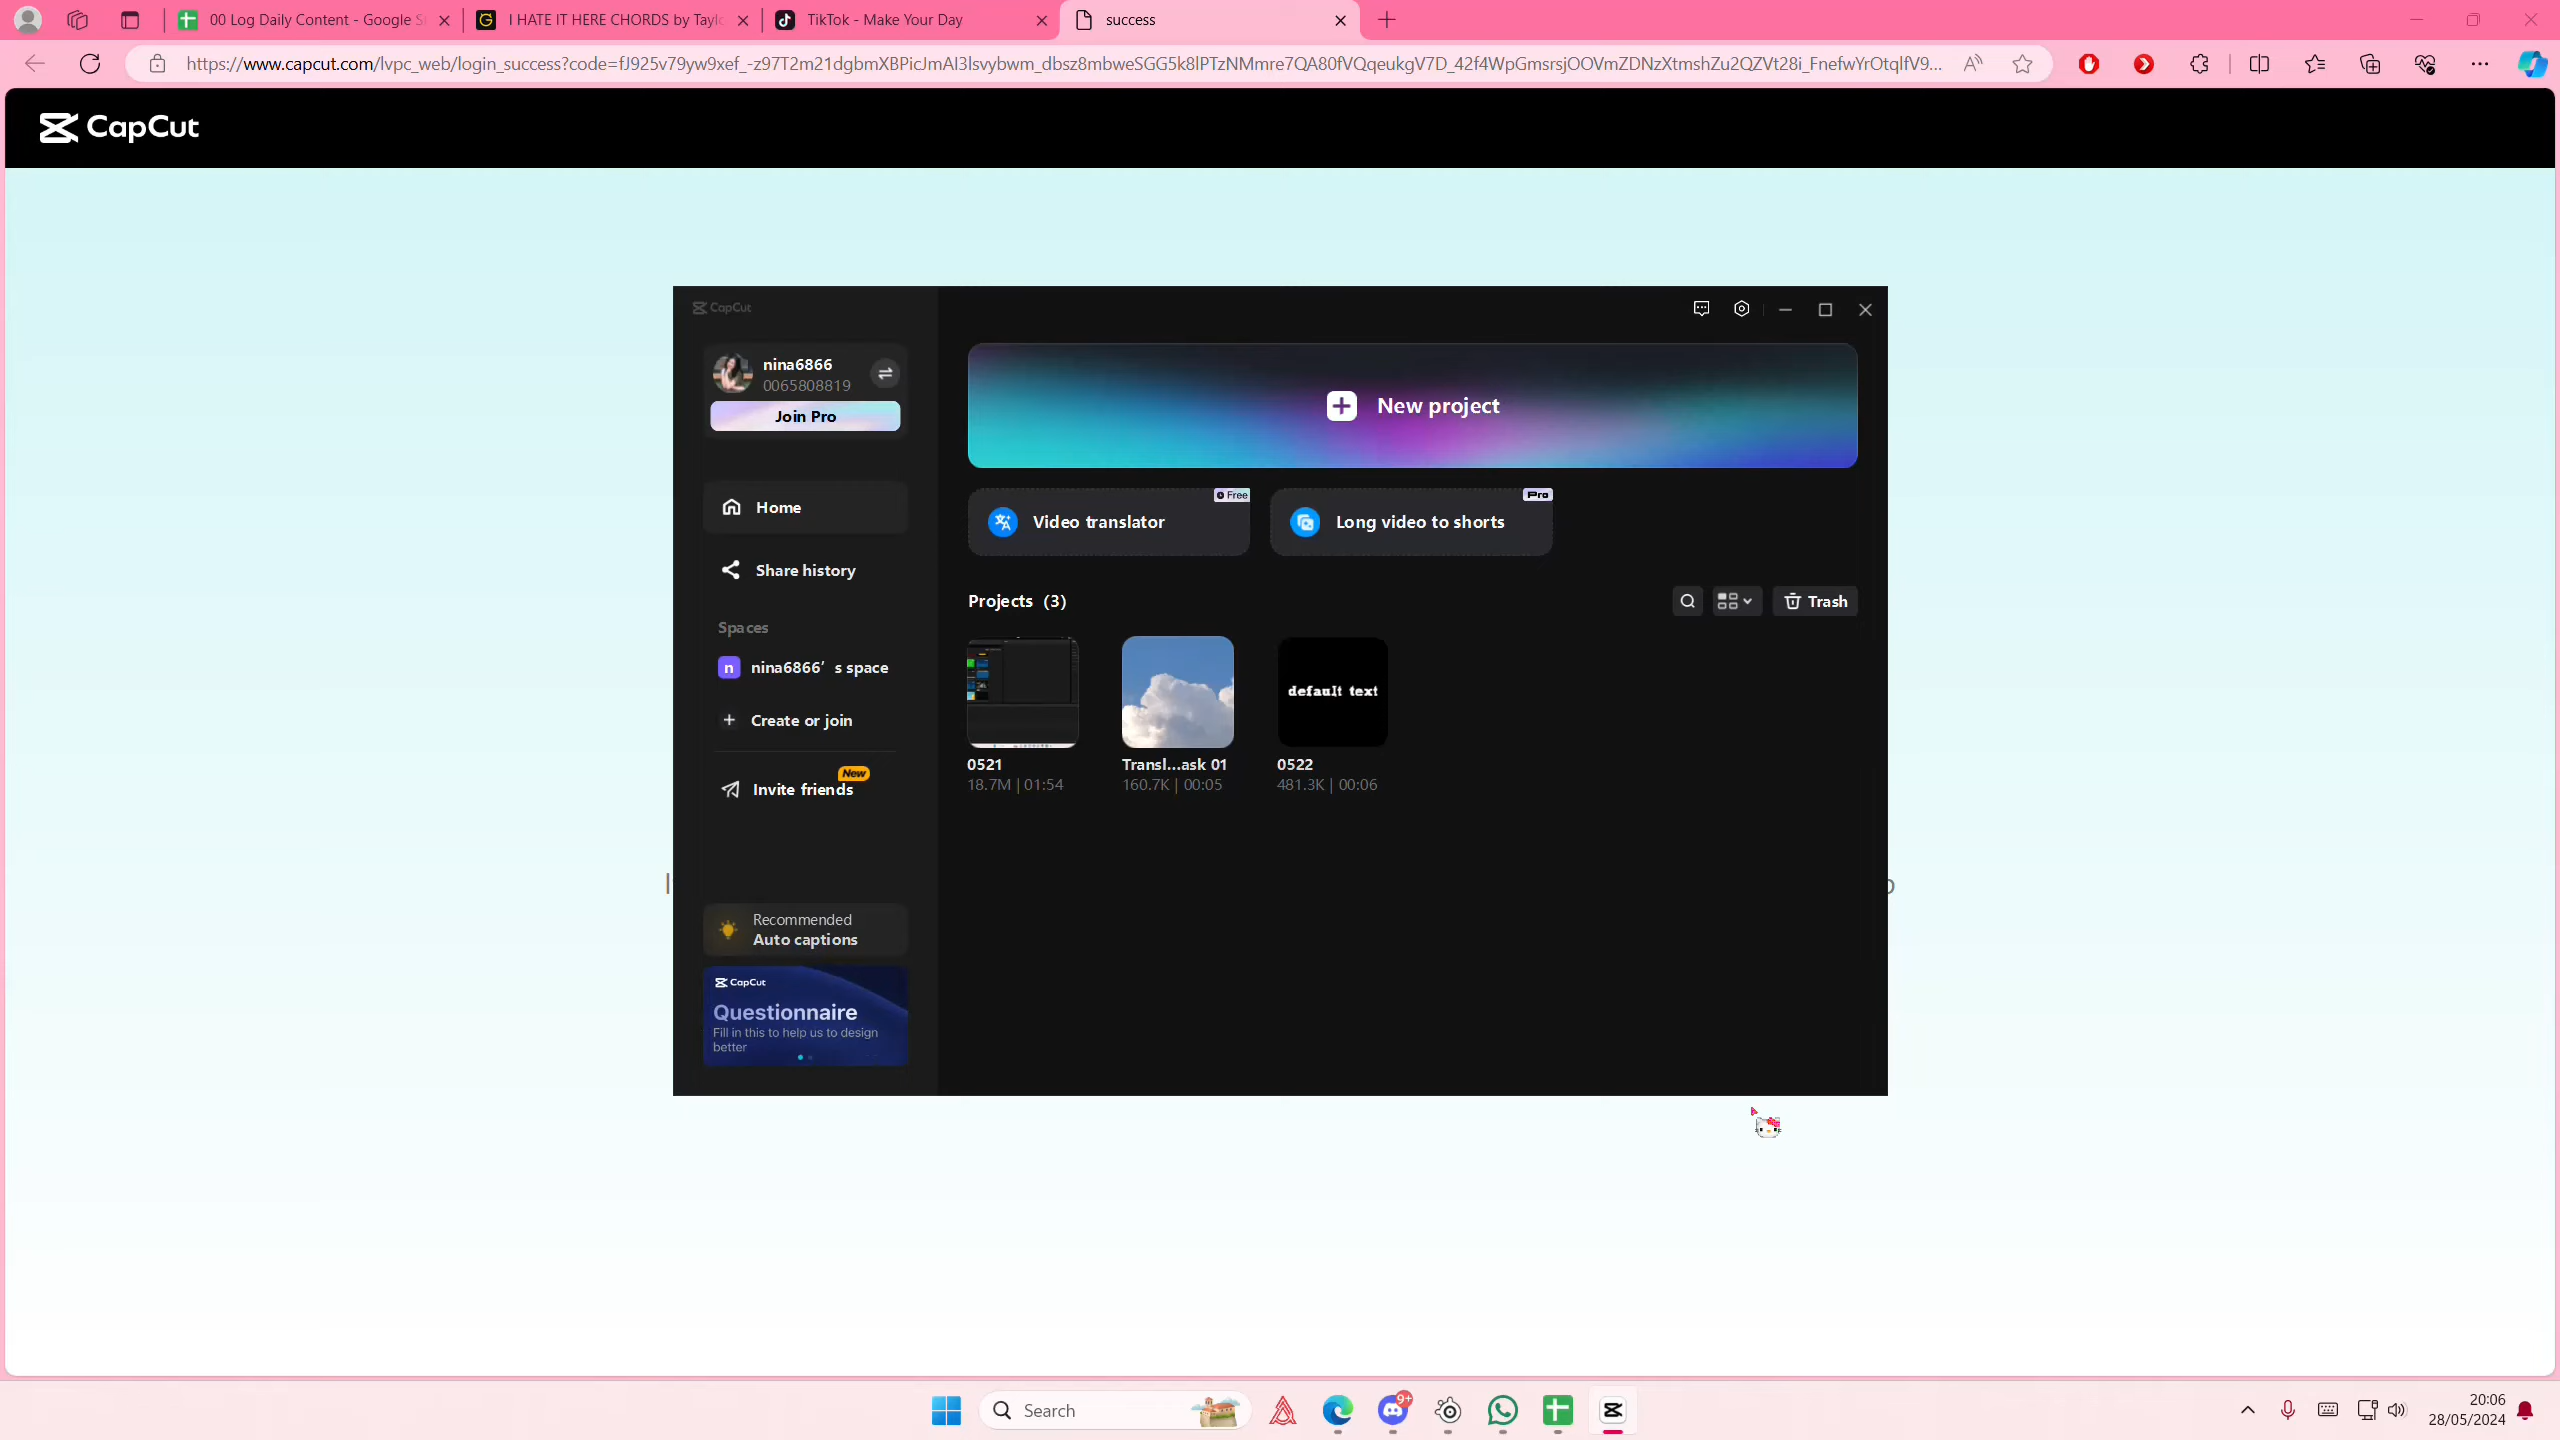 00 Log Daily Content - Google S
I HATE IT HERE CHORDS by Tayl
TikTok - Make Your Day
success
https://www.capcut.com/lvpc_web/login_success?code=fJ925v79yw9xef_-z97T2m21dgbmXBPicJmAI3lsvybwm_dbsz8mbweSGG5k8lPTzNMmre7QA80fVQqeukgV7D_42f4WpGmsrsjOOVmZDNzXtmshZu2QZVt28i_FnefwYrOtqlfV9...
CapCut
CapCut
nina6866
0065808819
Join Pro
Home
Share history
Spaces
n nina6866's space
Create or join
New
Invite friends
Recommended
Auto captions
CapCut
Questionnaire
Fill in this to help us to design
better
New project
Free
Video translator
Pro
Long video to shorts
Projects (3)
Trash
default text
0521
18.7M | 01:54
Transl...ask 01
160.7K | 00:05
0522
481.3K | 00:06
Search
9+
20:06
28/05/2024